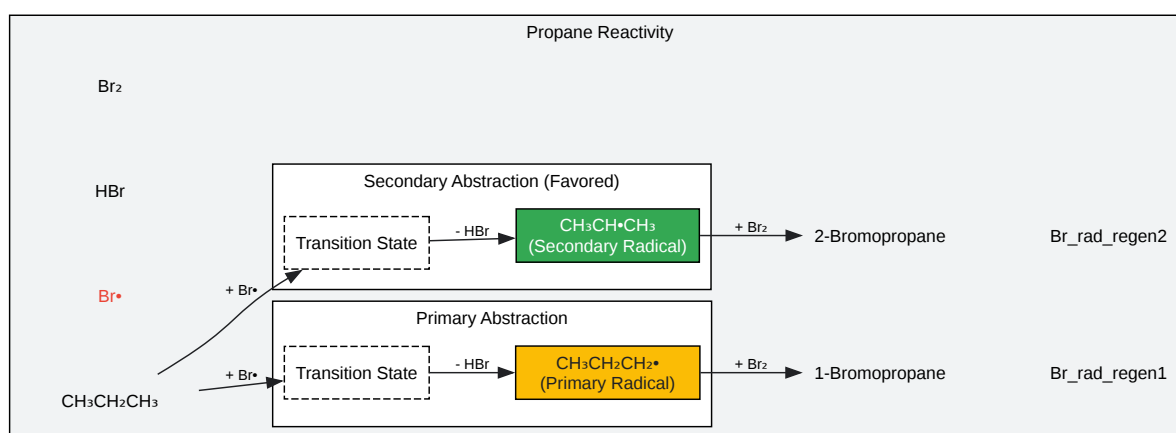 Propane Reactivity
Br₂
HBr
Br•
CH₃CH₂CH₃
+ Br•
+ Br•
Secondary Abstraction (Favored)
Transition State
- HBr
CH₃CH•CH₃
(Secondary Radical)
+ Br₂
2-Bromopropane
Br_rad_regen2
Primary Abstraction
Transition State
- HBr
CH₃CH₂CH₂•
(Primary Radical)
+ Br₂
1-Bromopropane
Br_rad_regen1